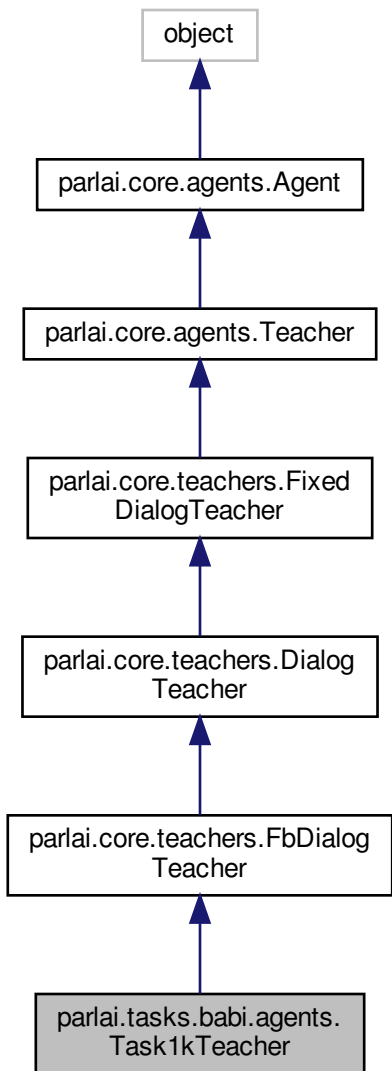 object
parlai.core.agents.Agent
parlai.core.agents.Teacher
parlai.core.teachers.Fixed
DialogTeacher
parlai.core.teachers.Dialog
Teacher
parlai.core.teachers.FbDialog
Teacher
parlai.tasks.babi.agents.
Task1kTeacher